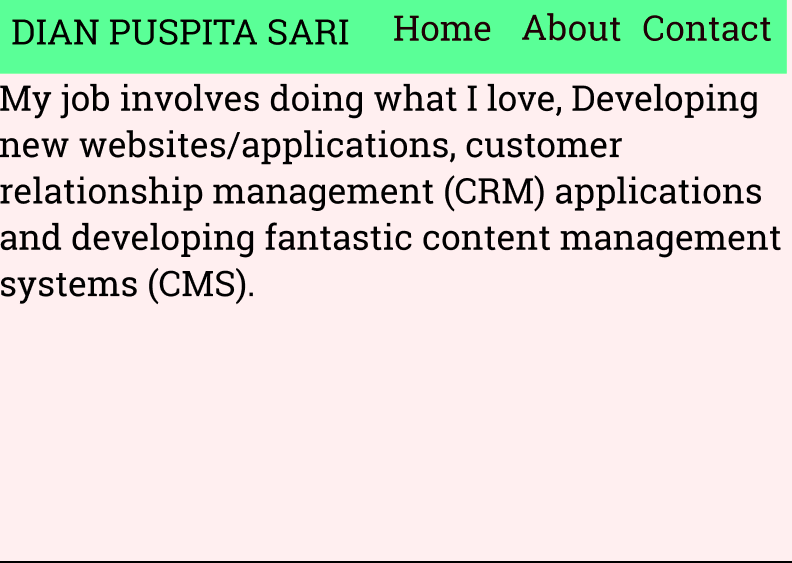 DIAN PUSPITA SARI Home About Contact
My job involves doing what I love, Developing
new websites/applications, customer
relationship management (CRM) applications
and developing fantastic content management
systems (CMS).